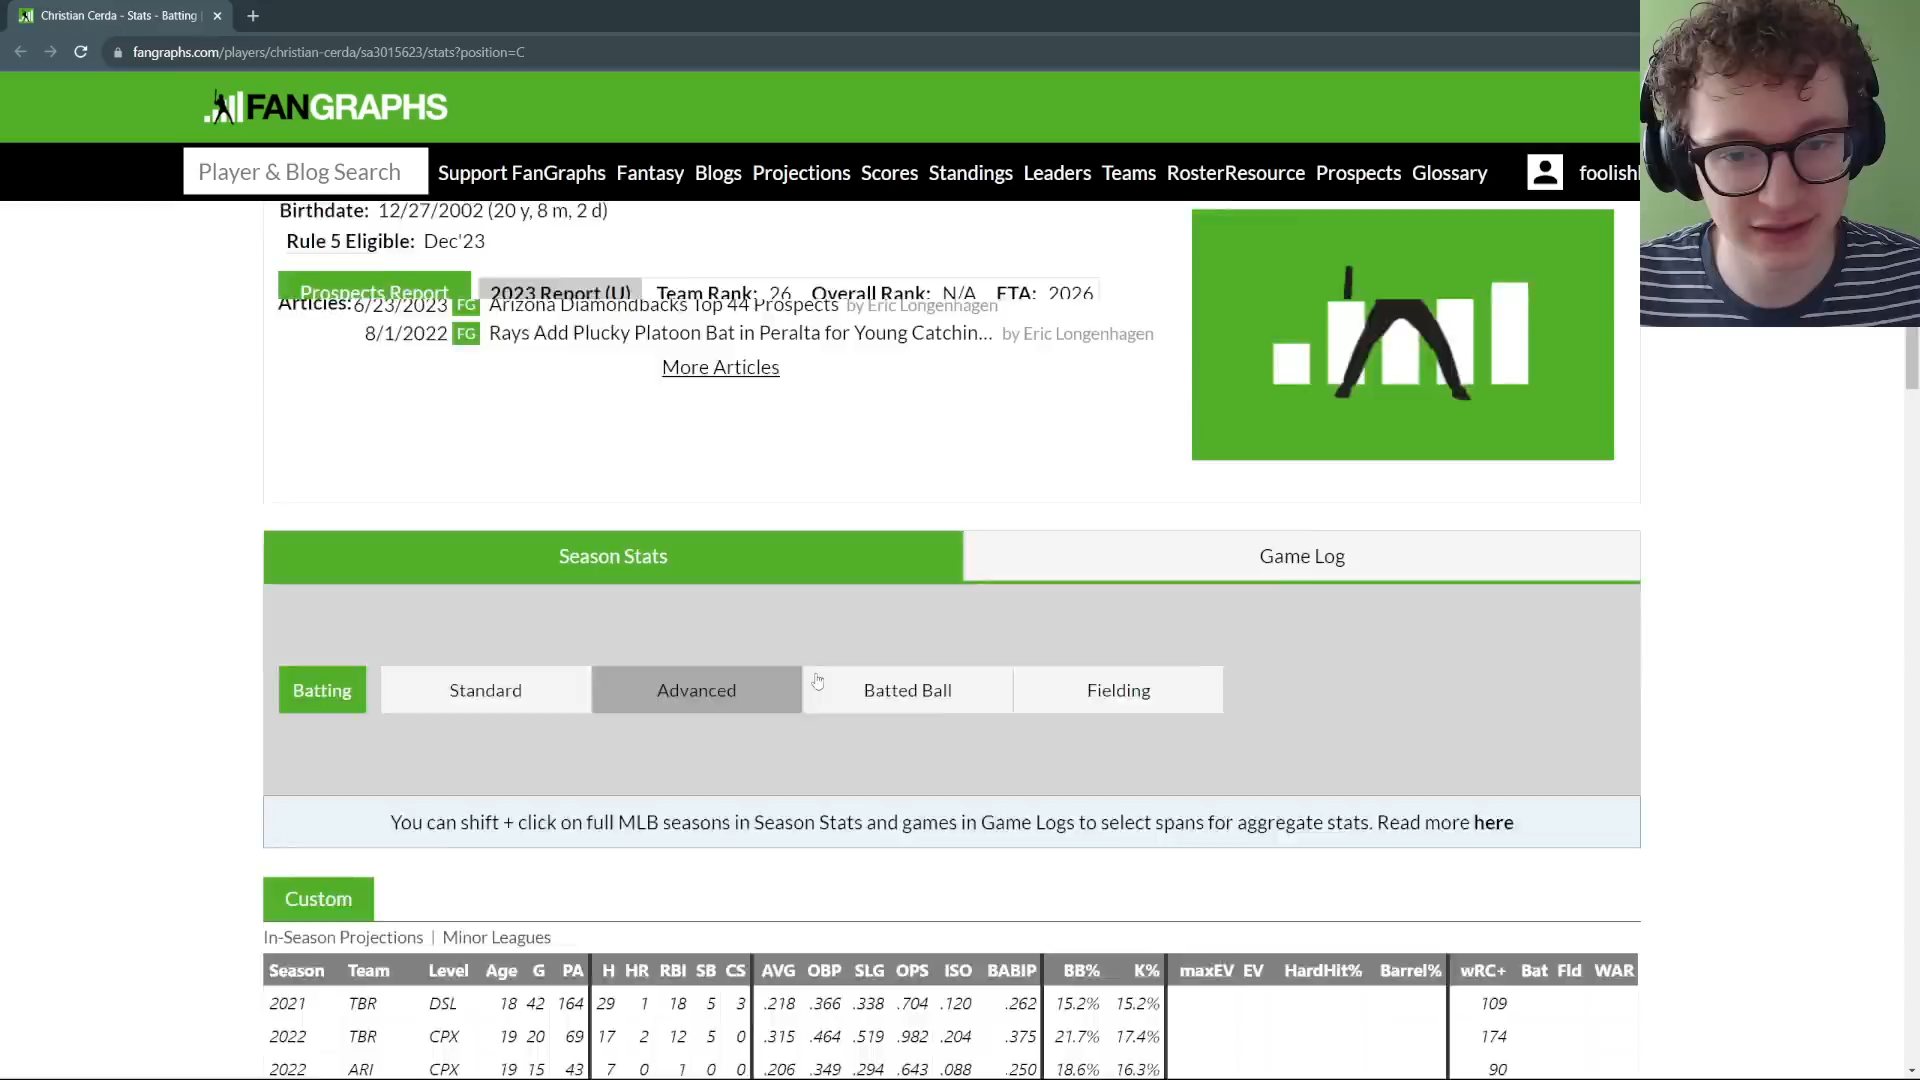 Christian Cerda - Stats - Batting |
fangraphs.com/players/christian-cerda/sa3015623/stats?position=C
FANGRAPHS
Player & Blog Search Support FanGraphs Fantasy Blogs Projections Scores Standings Leaders Teams RosterResource Prospects Glossary foolishl
Birthdate: 12/27/2002 (20 y, 8 m, 2 d)
Rule 5 Eligible: Dec'23
Prospects Report 2023 Report (U) Team Rank: 26 Overall Rank: N/A ETA: 2026
Articles: 6/23/2023 FG Arizona Diamondbacks Top 44 Prospects by Eric Longenhagen
8/1/2022 FG Rays Add Plucky Platoon Bat in Peralta for Young Catchin... by Eric Longenhagen
More Articles
Season Stats Game Log
Batting Standard Advanced Batted Ball Fielding
You can shift + click on full MLB seasons in Season Stats and games in Game Logs to select spans for aggregate stats. Read more here
Custom
In-Season Projections | Minor Leagues
Season Team Level Age G PA H HR RBI SB CS AVG OBP SLG OPS ISO BABIP BB% K% maxEV EV HardHit% Barrel% wRC+ Bat Fld WAR
2021 TBR DSL 18 42 164 29 1 18 5 3 .218 .366 .338 .704 .120 .262 15.2% 15.2% 109
2022 TBR CPX 19 20 69 17 2 12 5 0 .315 .464 .519 .982 .204 .375 21.7% 17.4% 174
2022 ARI CPX 19 15 43 7 0 1 0 0 .206 .349 .294 .643 .088 .250 18.6% 16.3% 90